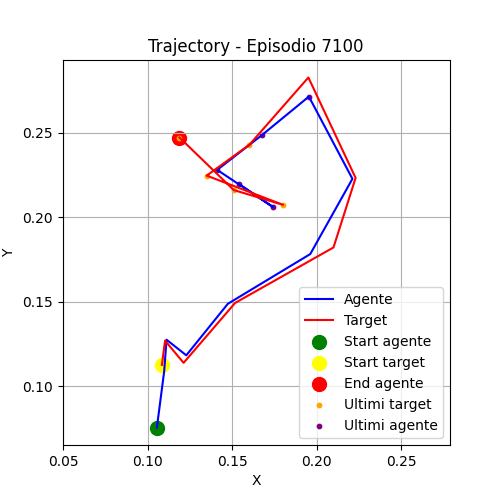 Trajectory - Episodio 7100
0.25
0.20
0.15
0.10
Y
0.05
0.10
0.15
0.20
0.25
X
Agente
Target
Start agente
Start target
End agente
Ultimi target
Ultimi agente